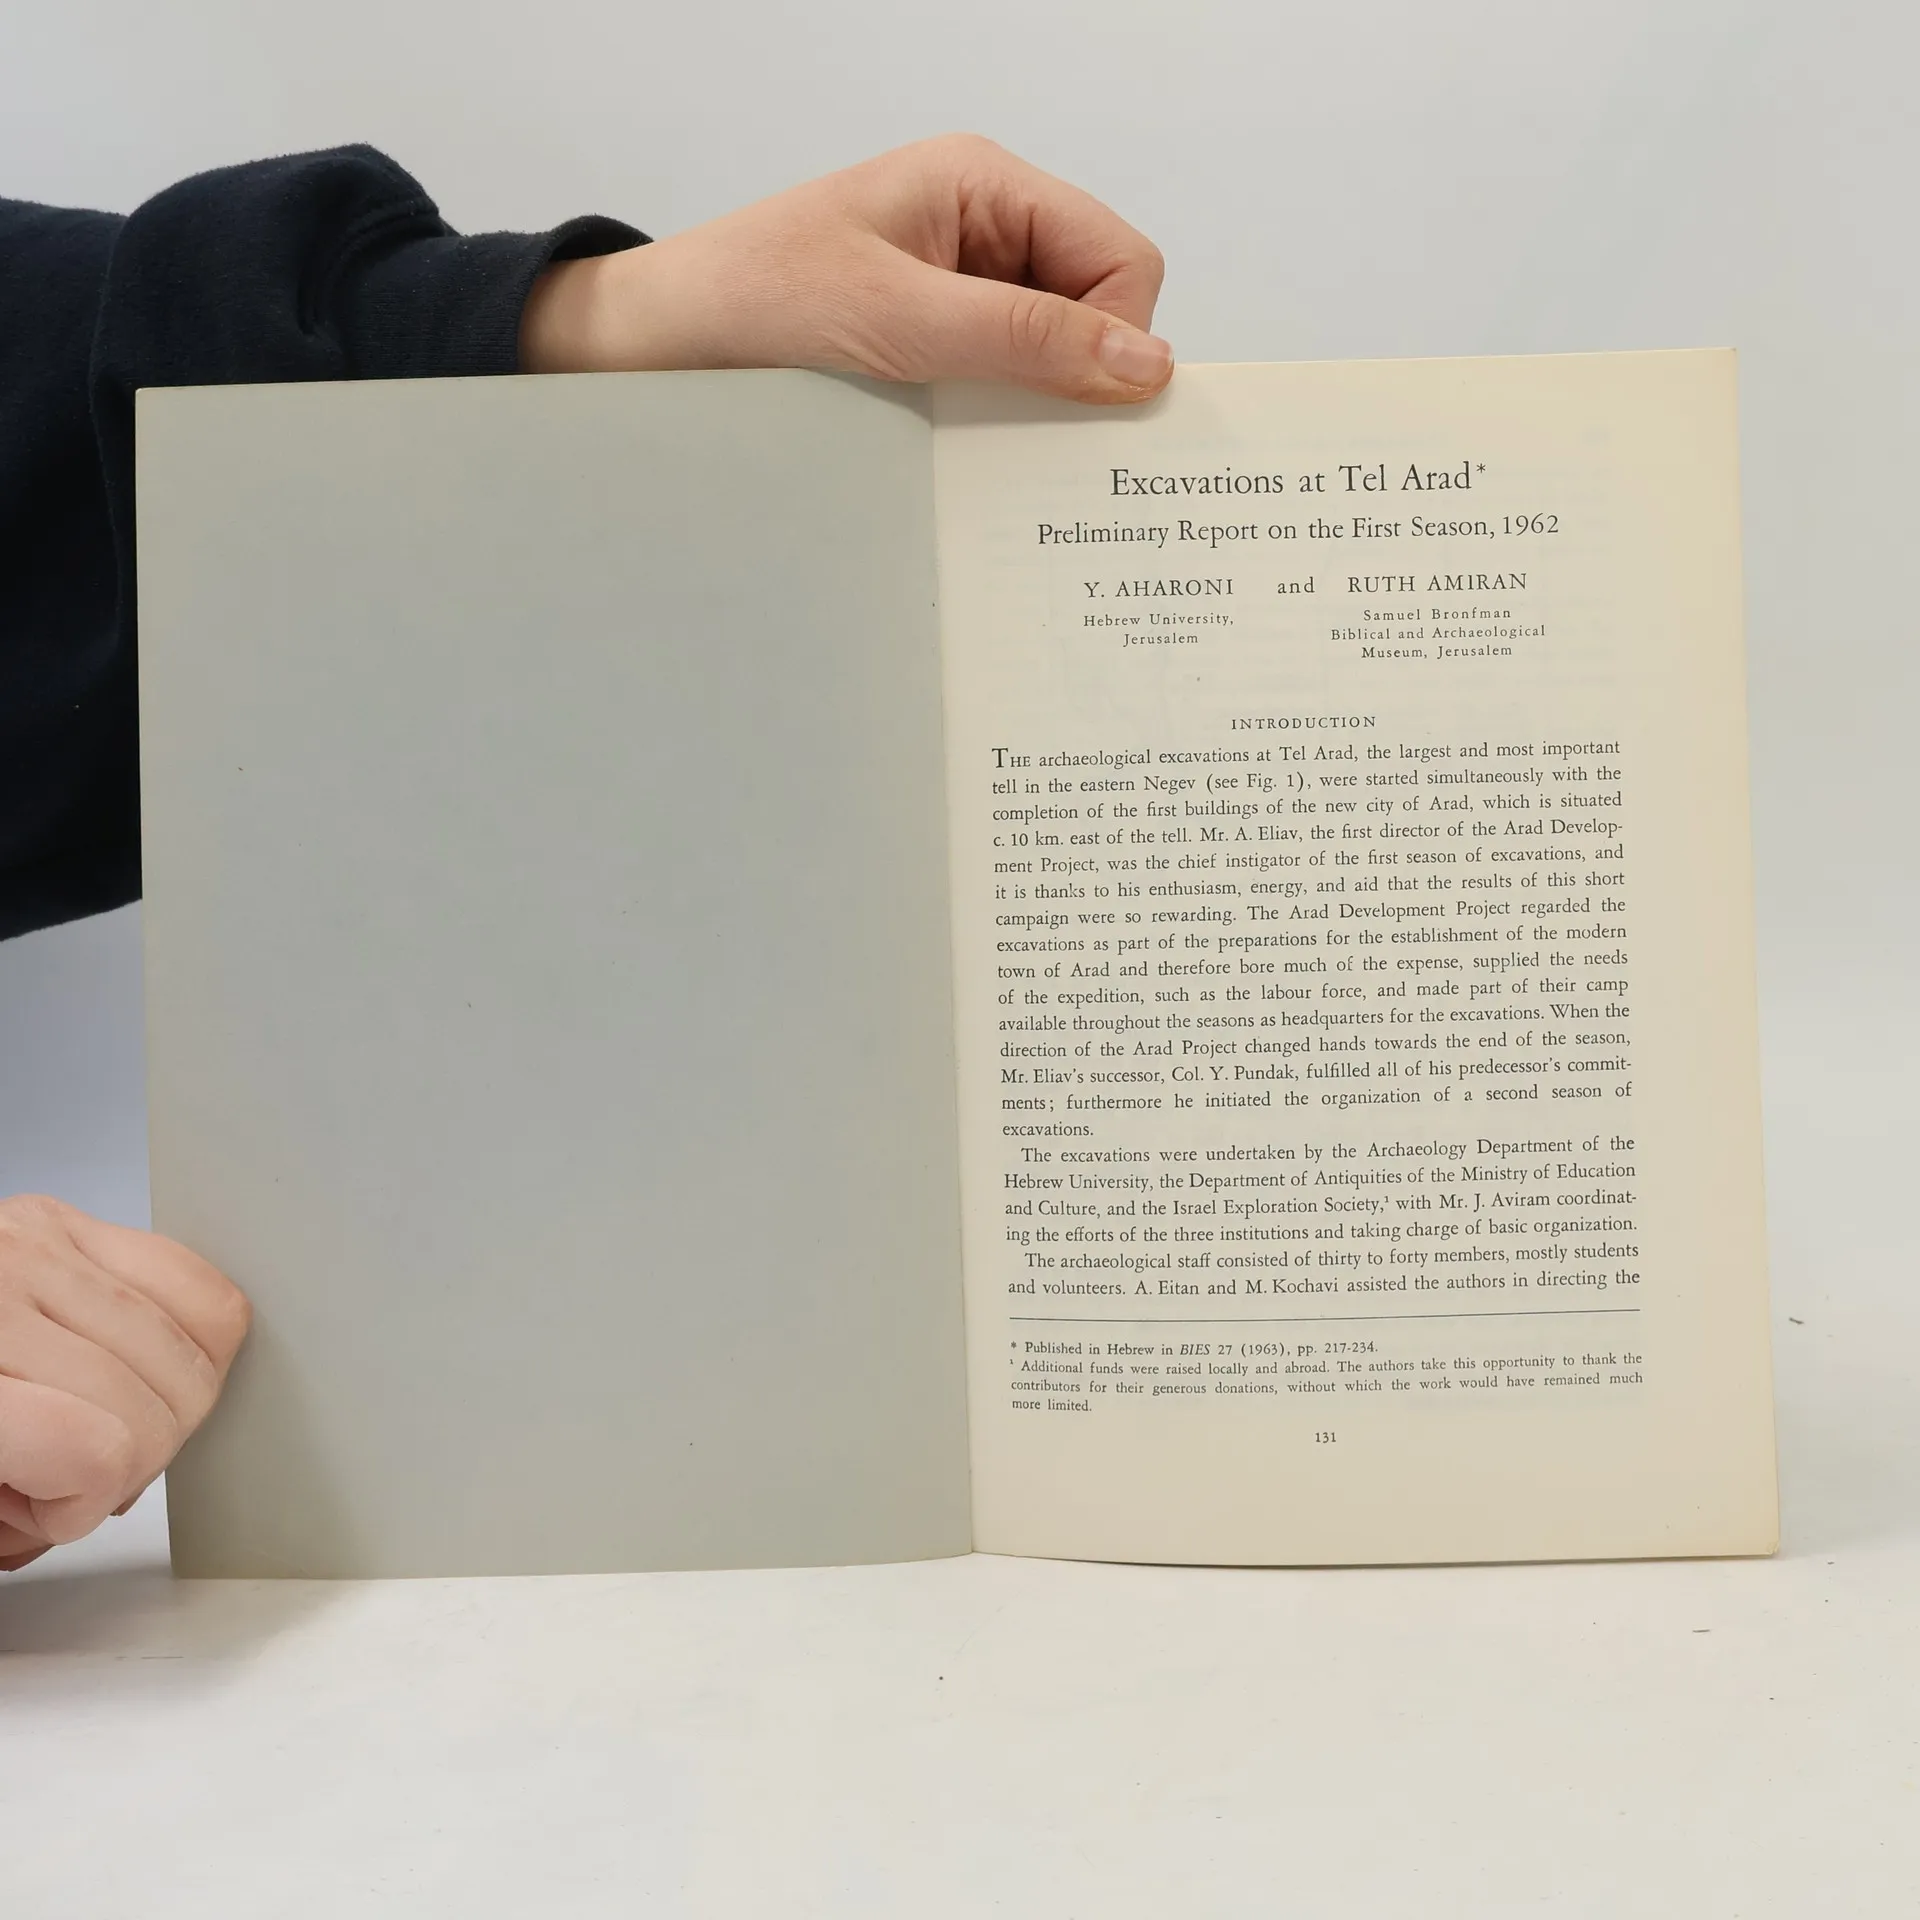 Excavations at Tel Arad*
Preliminary Report on the First Season, 1962
Y. AHARONI and RUTH AMIRAN
Hebrew University,
Jerusalem
Samuel Bronfman
Biblical and Archaeological
Museum, Jerusalem
INTRODUCTION
THE archaeological excavations at Tel Arad, the largest and most important
tell in the eastern Negev (see Fig. 1), were started simultaneously with the
completion of the first buildings of the new city of Arad, which is situated
c. 10 km. east of the tell. Mr. A. Eliav, the first director of the Arad Develop-
ment Project, was the chief instigator of the first season of excavations, and
it is thanks to his enthusiasm, energy, and aid that the results of this short
campaign were so rewarding. The Arad Development Project regarded the
excavations as part of the preparations for the establishment of the modern
town of Arad and therefore bore much of the expense, supplied the needs
of the expedition, such as the labour force, and made part of their camp
available throughout the seasons as headquarters for the excavations. When the
direction of the Arad Project changed hands towards the end of the season,
Mr. Eliav's successor, Col. Y. Pundak, fulfilled all of his predecessor's commit-
ments; furthermore he initiated the organization of a second season of
excavations.
The excavations were undertaken by the Archaeology Department of the
Hebrew University, the Department of Antiquities of the Ministry of Education
and Culture, and the Israel Exploration Society,¹ with Mr. J. Aviram coordinat-
ing the efforts of the three institutions and taking charge of basic organization.
The archaeological staff consisted of thirty to forty members, mostly students
and volunteers. A. Eitan and M. Kochavi assisted the authors in directing the
* Published in Hebrew in BIES 27 (1963), pp. 217-234.
¹ Additional funds were raised locally and abroad. The authors take this opportunity to thank the
contributors for their generous donations, without which the work would have remained much
more limited.
131